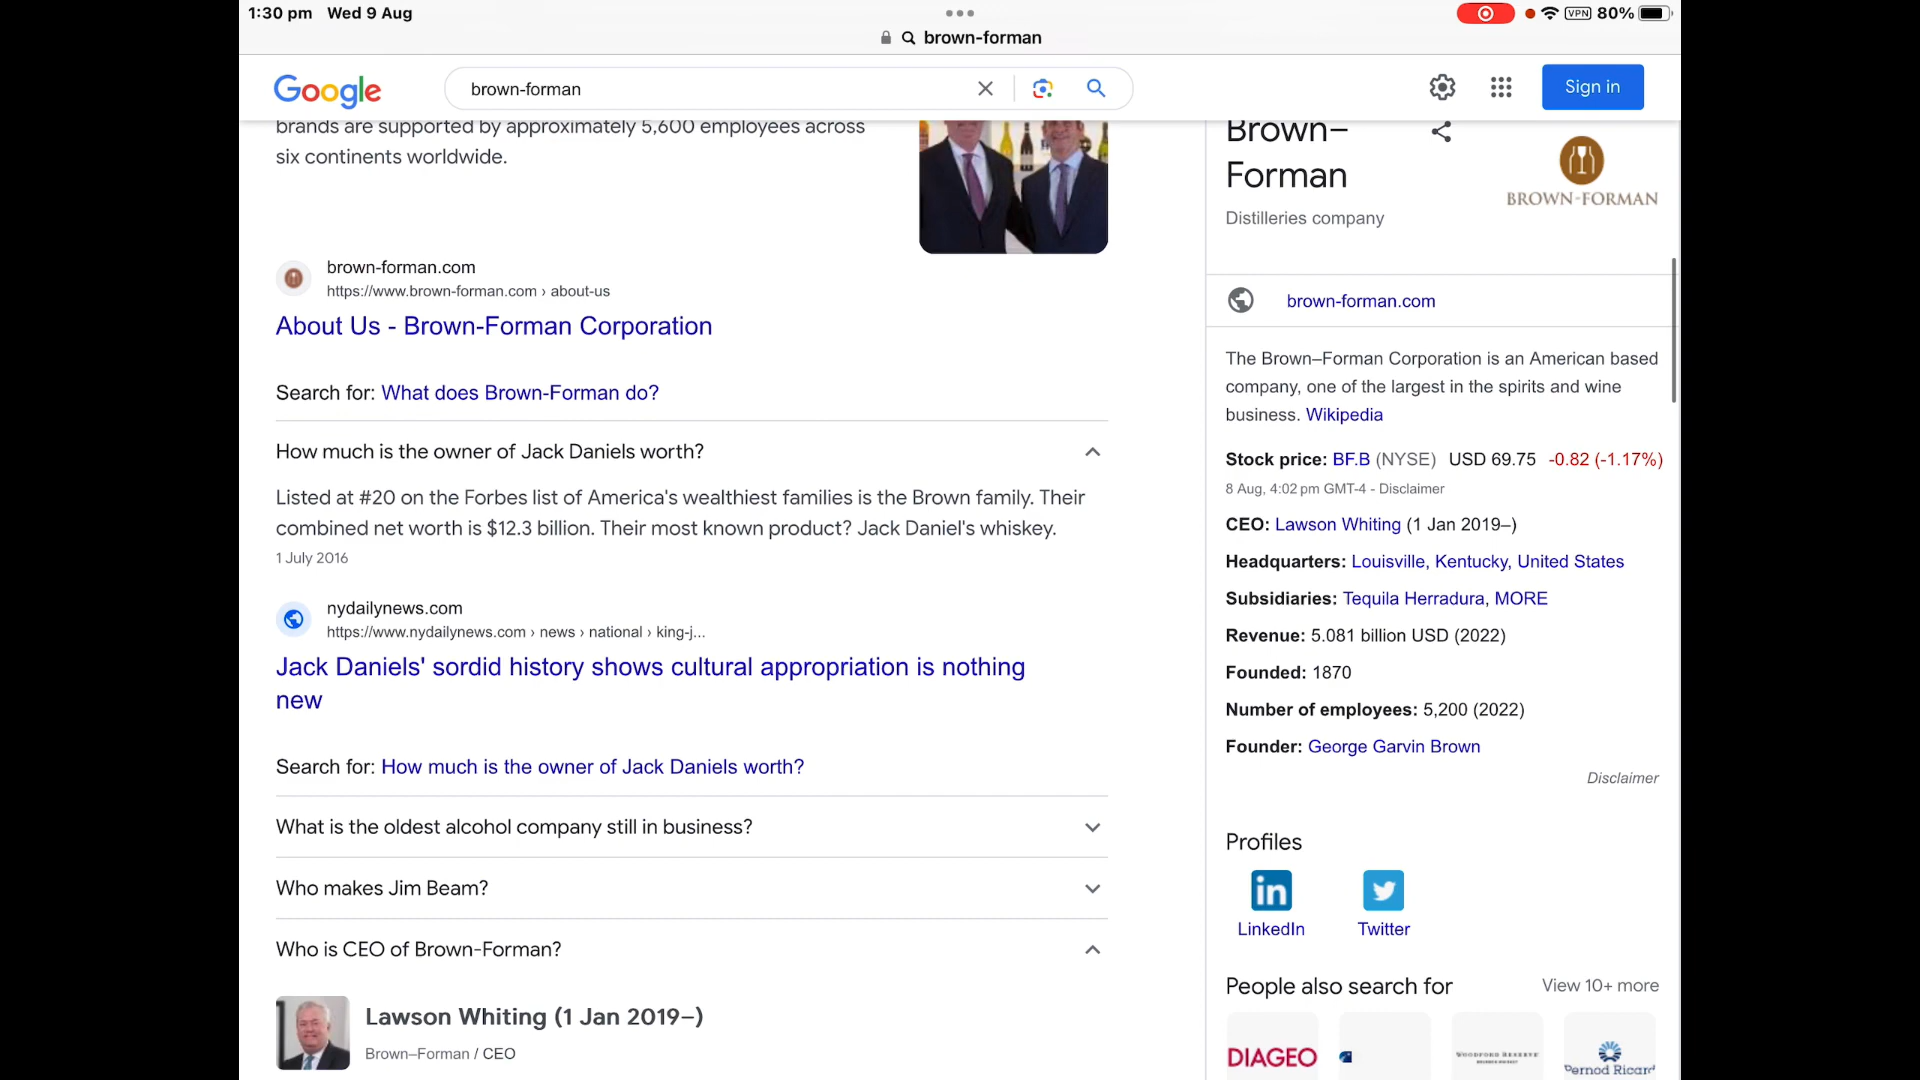 1:30 pm Wed 9 Aug
VPN 80%
brown-forman
Google
brown-forman
Sign in
brands are supported by approximately 5,600 employees across
six continents worldwide.
brown-forman.com
https://www.brown-forman.com › about-us
About Us - Brown-Forman Corporation
Search for: What does Brown-Forman do?
How much is the owner of Jack Daniels worth?
Listed at #20 on the Forbes list of America's wealthiest families is the Brown family. Their
combined net worth is $12.3 billion. Their most known product? Jack Daniel's whiskey.
1 July 2016
nydailynews.com
https://www.nydailynews.com › news › national › king-j...
Jack Daniels' sordid history shows cultural appropriation is nothing
new
Search for: How much is the owner of Jack Daniels worth?
What is the oldest alcohol company still in business?
Who makes Jim Beam?
Who is CEO of Brown-Forman?
Lawson Whiting (1 Jan 2019–)
Brown–Forman / CEO
Brown–
Forman
Distilleries company
BROWN-FORMAN
brown-forman.com
The Brown–Forman Corporation is an American based
company, one of the largest in the spirits and wine
business. Wikipedia
Stock price: BF.B (NYSE) USD 69.75 -0.82 (-1.17%)
8 Aug, 4:02 pm GMT-4 - Disclaimer
CEO: Lawson Whiting (1 Jan 2019–)
Headquarters: Louisville, Kentucky, United States
Subsidiaries: Tequila Herradura, MORE
Revenue: 5.081 billion USD (2022)
Founded: 1870
Number of employees: 5,200 (2022)
Founder: George Garvin Brown
Disclaimer
Profiles
in
LinkedIn
Twitter
People also search for
View 10+ more
DIAGEO
WOODFORD RESERVE
Pernod Ricard